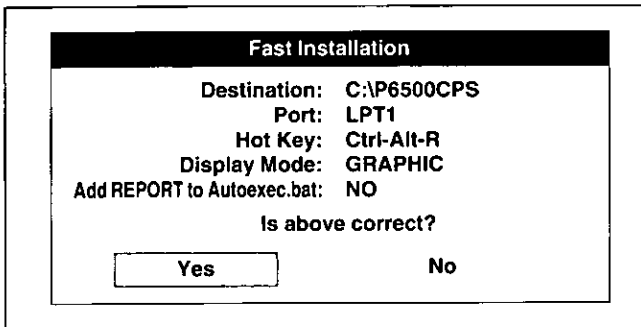 Fast Installation
Destination: C:\P6500CPS
Port: LPT1
Hot Key: Ctrl-Alt-R
Display Mode: GRAPHIC
Add REPORT to Autoexec.bat: NO
Is above correct?
Yes No